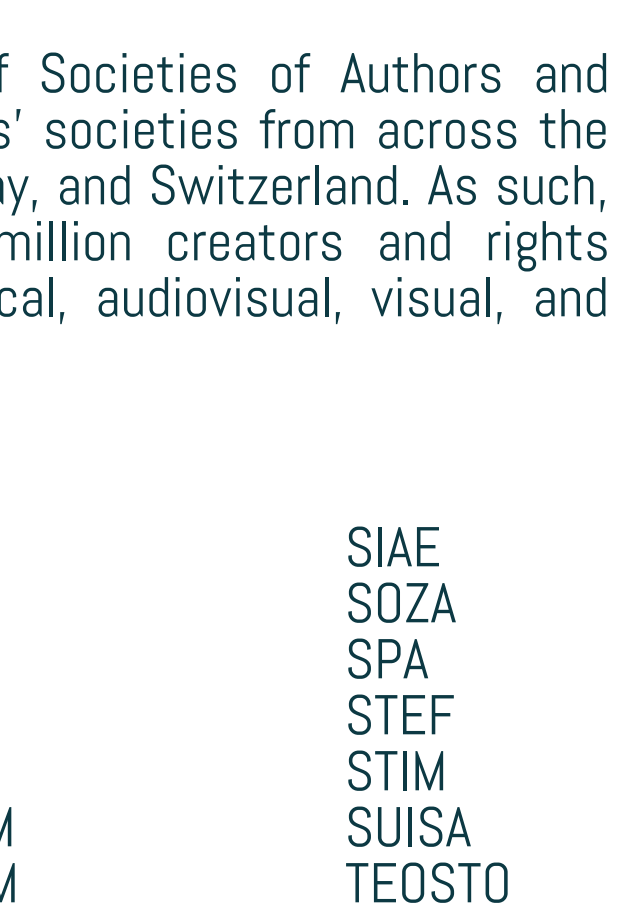 f Societies of Authors and
s' societies from across the
ay, and Switzerland. As such,
million creators and rights
cal, audiovisual, visual, and
SIAE
SOZA
SPA
STEF
STIM
M
SUISA
M
TEOSTO